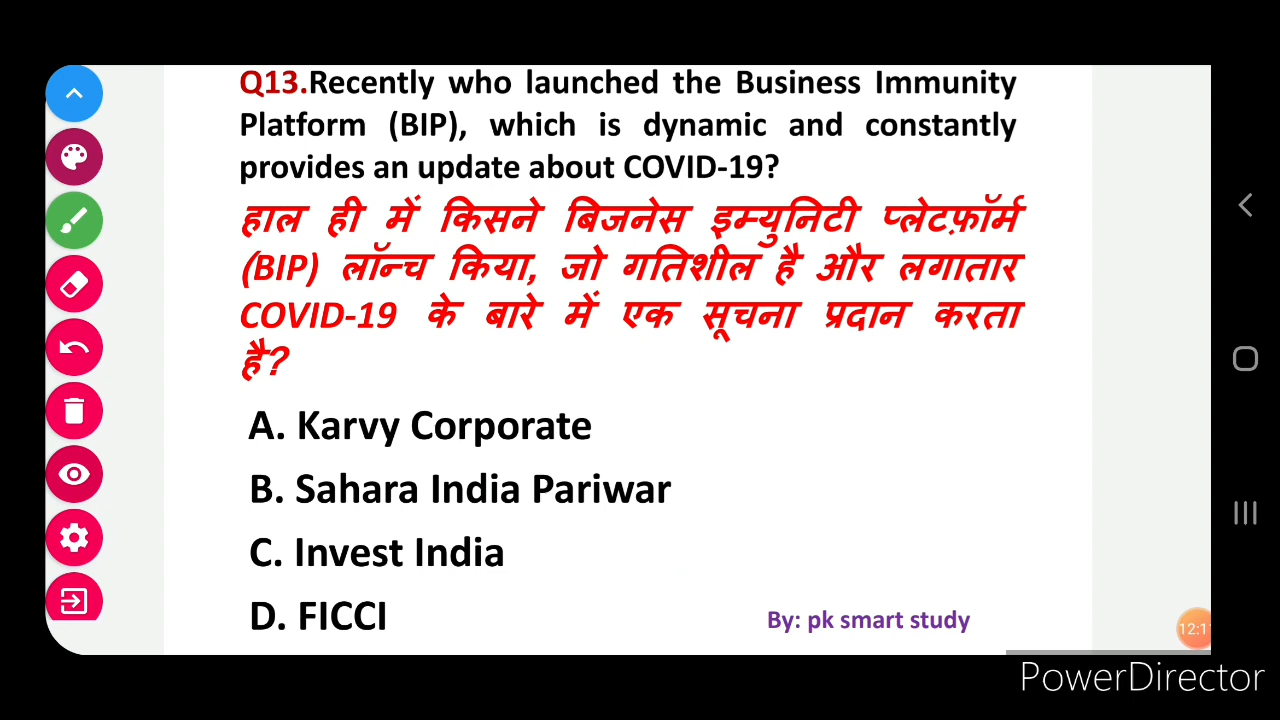 Q13.Recently who launched the Business Immunity
Platform (BIP), which is dynamic and constantly
provides an update about COVID-19?
हाल ही में किसने बिजनेस इम्युनिटी प्लेटफ़ॉर्म
(BIP) लॉन्च किया, जो गतिशील है और लगातार
COVID-19 के बारे में एक सूचना प्रदान करता
है?
A. Karvy Corporate
B. Sahara India Pariwar
C. Invest India
D. FICCI
By: pk smart study
PowerDirector